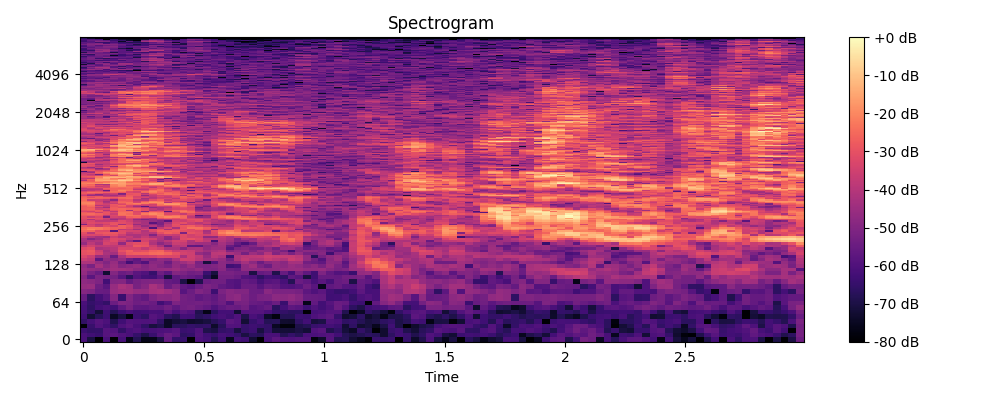 Spectrogram
Hz
4096
2048
1024
512
256
128
64
0
0 0.5 1 1.5 2 2.5
Time
+0 dB
-10 dB
-20 dB
-30 dB
-40 dB
-50 dB
-60 dB
-70 dB
-80 dB